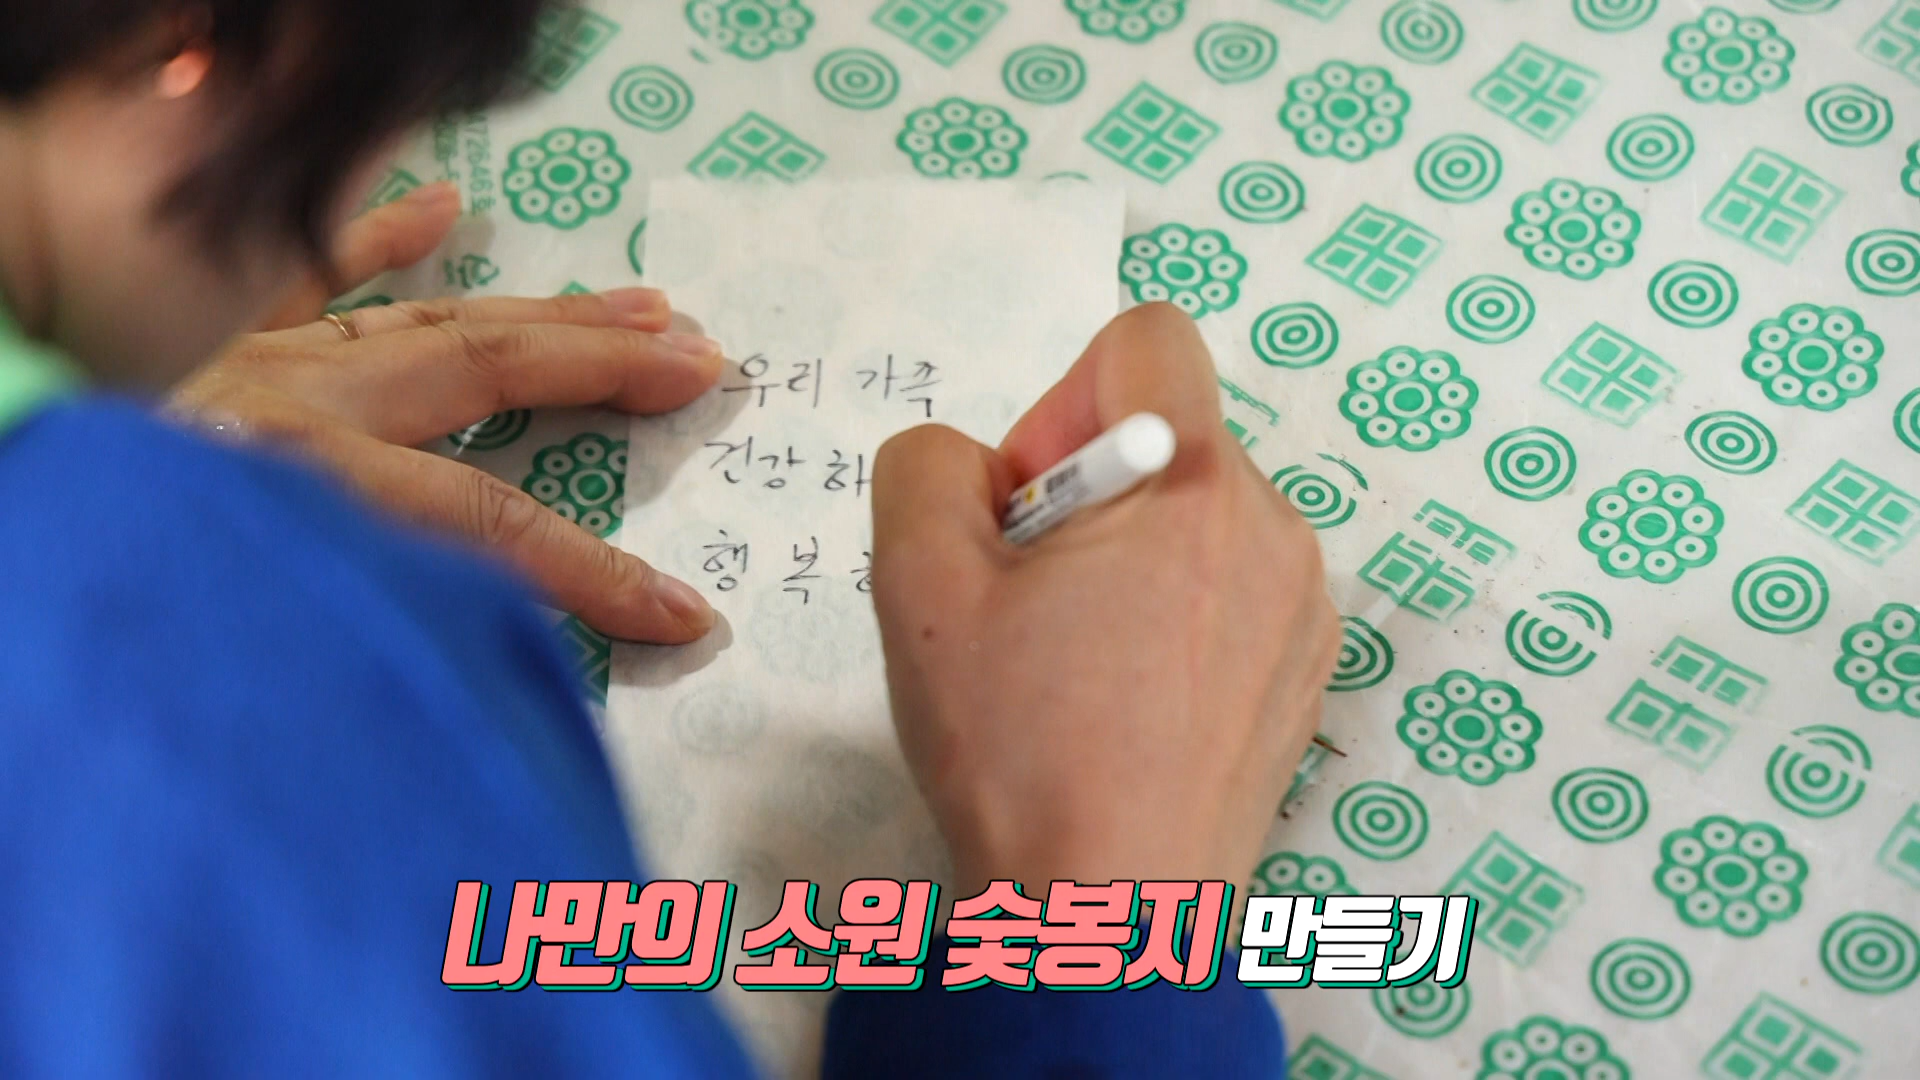 우리 가족
건강 하
행 복 하
나만의 소원 숯봉지 만들기